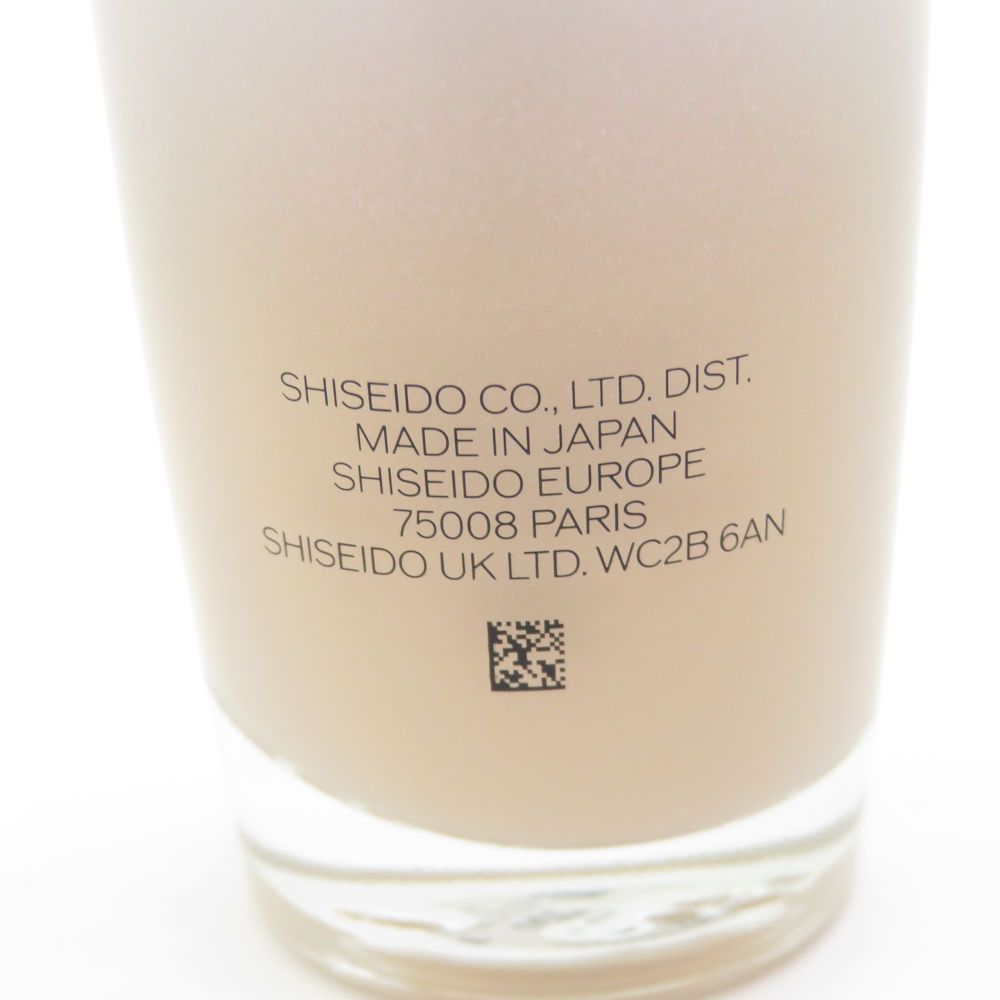 SHISEIDO CO., LTD. DIST.
MADE IN JAPAN
SHISEIDO EUROPE
75008 PARIS
SHISEIDO UK LTD. WC2B 6AN